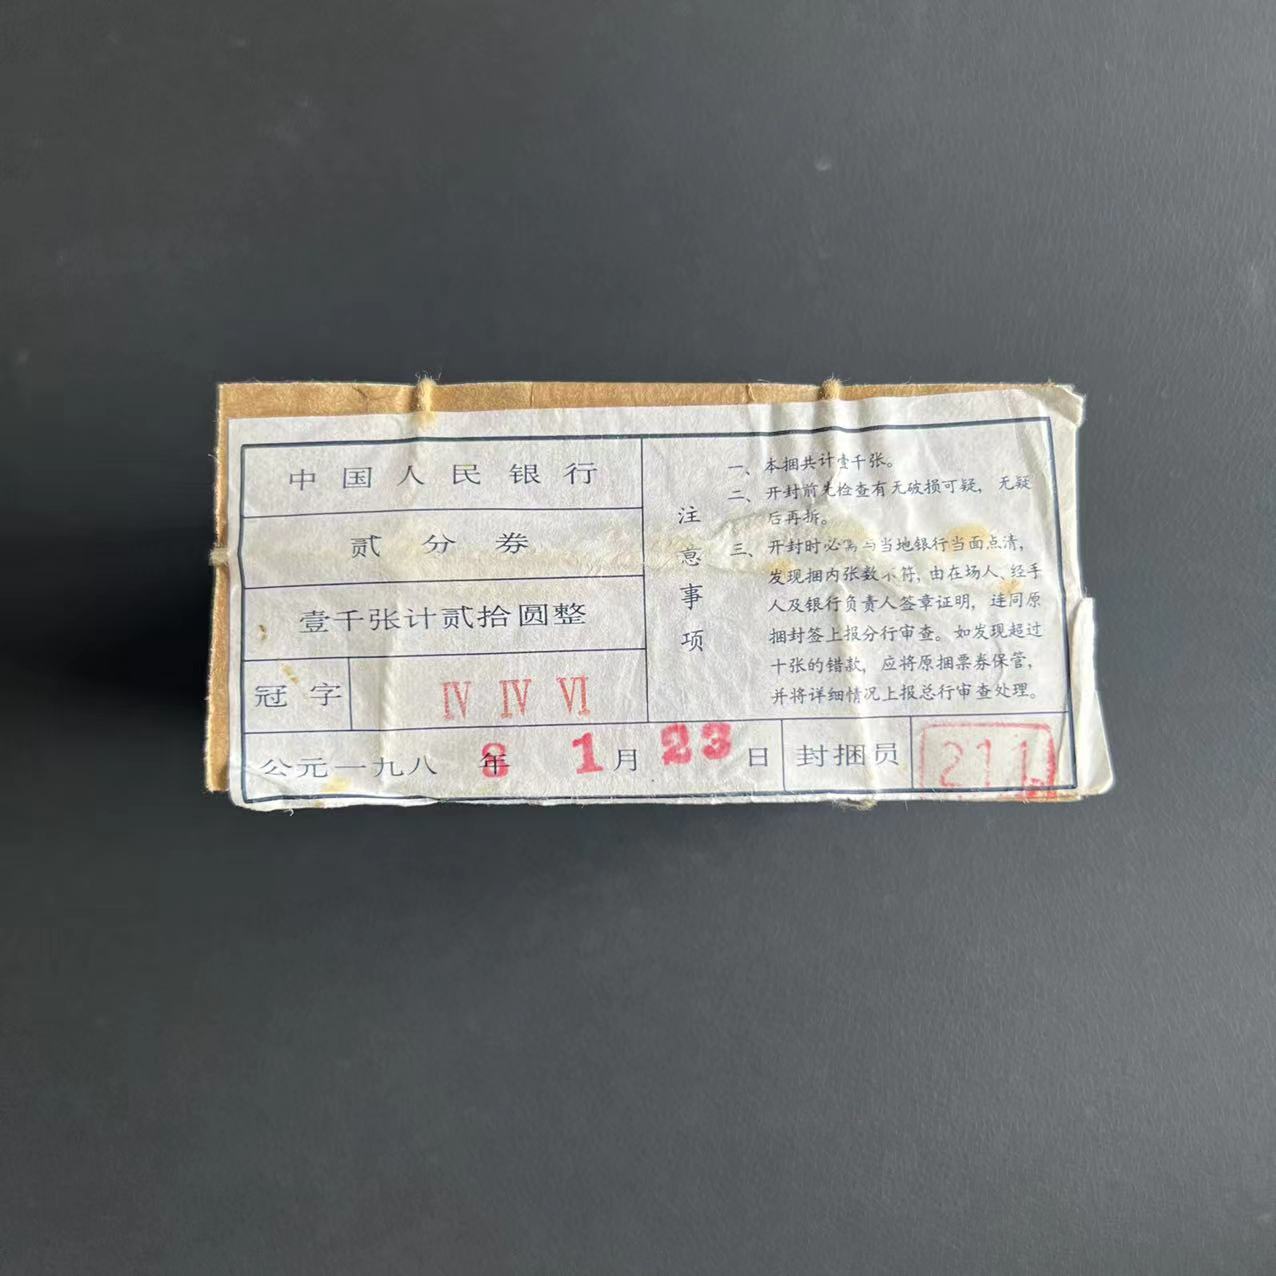 中国人民银行
贰分券
壹千张计贰拾圆整
冠字 IV IV VI
注意事项
一、本捆共计壹千张。
二、开封前先检查有无破损可疑，无疑
后再拆。
三、开封时必需与当地银行当面点清，
发现捆内张数不符，由在场人、经手
人及银行负责人签章证明，连同原
捆封签上报分行审查。如发现超过
十张的错款，应将原捆票券保管，
并将详细情况上报总行审查处理。
公元一九八8年1月23日 封捆员 211